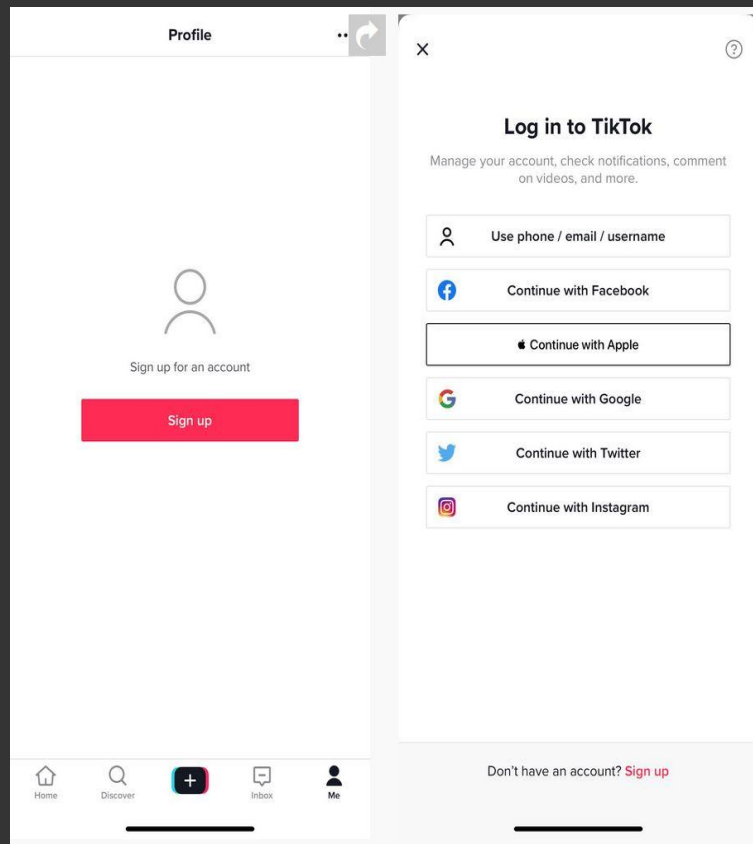 Profile
Sign up for an account
Sign up
Home
Discover
Inbox
Me
Log in to TikTok
Manage your account, check notifications, comment
on videos, and more.
Use phone / email / username
Continue with Facebook
Continue with Apple
Continue with Google
Continue with Twitter
Continue with Instagram
Don't have an account? Sign up